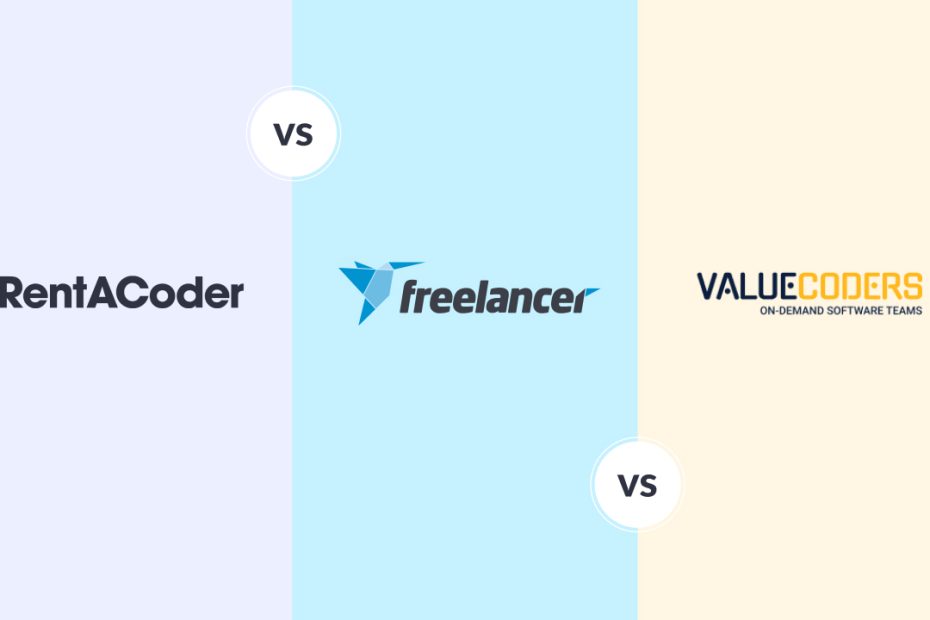 VS
RentACoder
freelancer
VALUECODERS
ON-DEMAND SOFTWARE TEAMS
VS